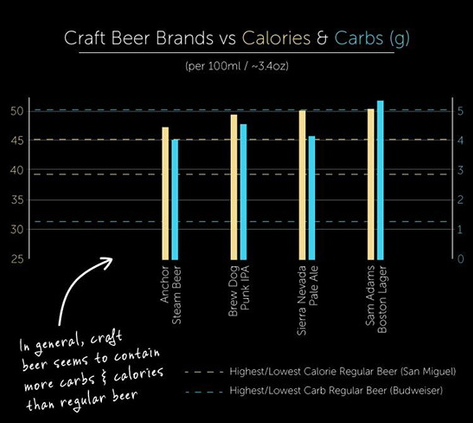 Craft Beer Brands vs Calories & Carbs (g)
(per 100ml / ~3.4oz)
50
45
40
35
30
25
5
4
3
2
1
0
Anchor
Steam Beer
Brew Dog
Punk IPA
Sierra Nevada
Pale Ale
Sam Adams
Boston Lager
In general, craft
beer seems to contain
more carbs & calories
than regular beer
Highest/Lowest Calorie Regular Beer (San Miguel)
Highest/Lowest Carb Regular Beer (Budweiser)